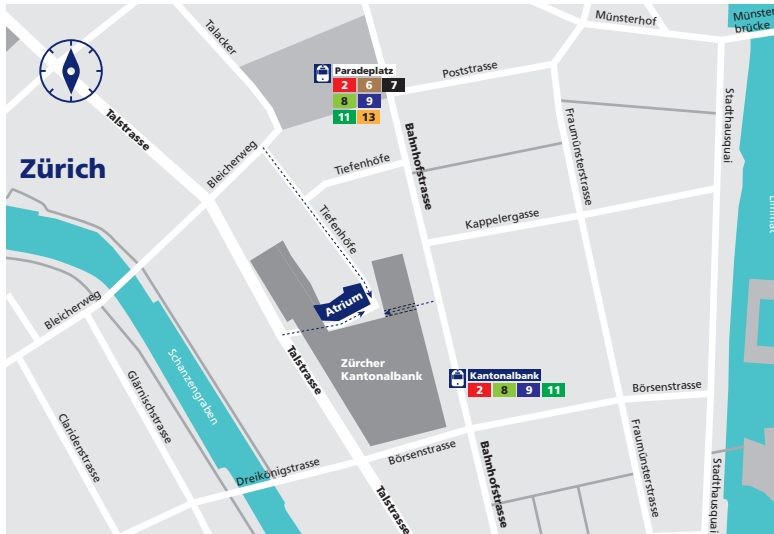 Münsterhof
Münster-
brücke
Talacker
Paradeplatz
2 6 7
8 9
11 13
Poststrasse
Stadthausquai
Talstrasse
Fraumünsterstrasse
Bahnhofstrasse
Bleicherweg
Tiefenhöfe
Zürich
Limmat
Tiefenhöfe
Kappelergasse
Atrium
Bleicherweg
Talstrasse
Schanzengraben
Zürcher
Kantonalbank
Kantonalbank
2 8 9 11
Börsenstrasse
Glärnischstrasse
Claridenstrasse
Fraumünsterstrasse
Börsenstrasse
Bahnhofstrasse
Dreikönigstrasse
Stadthausquai
Talstrasse